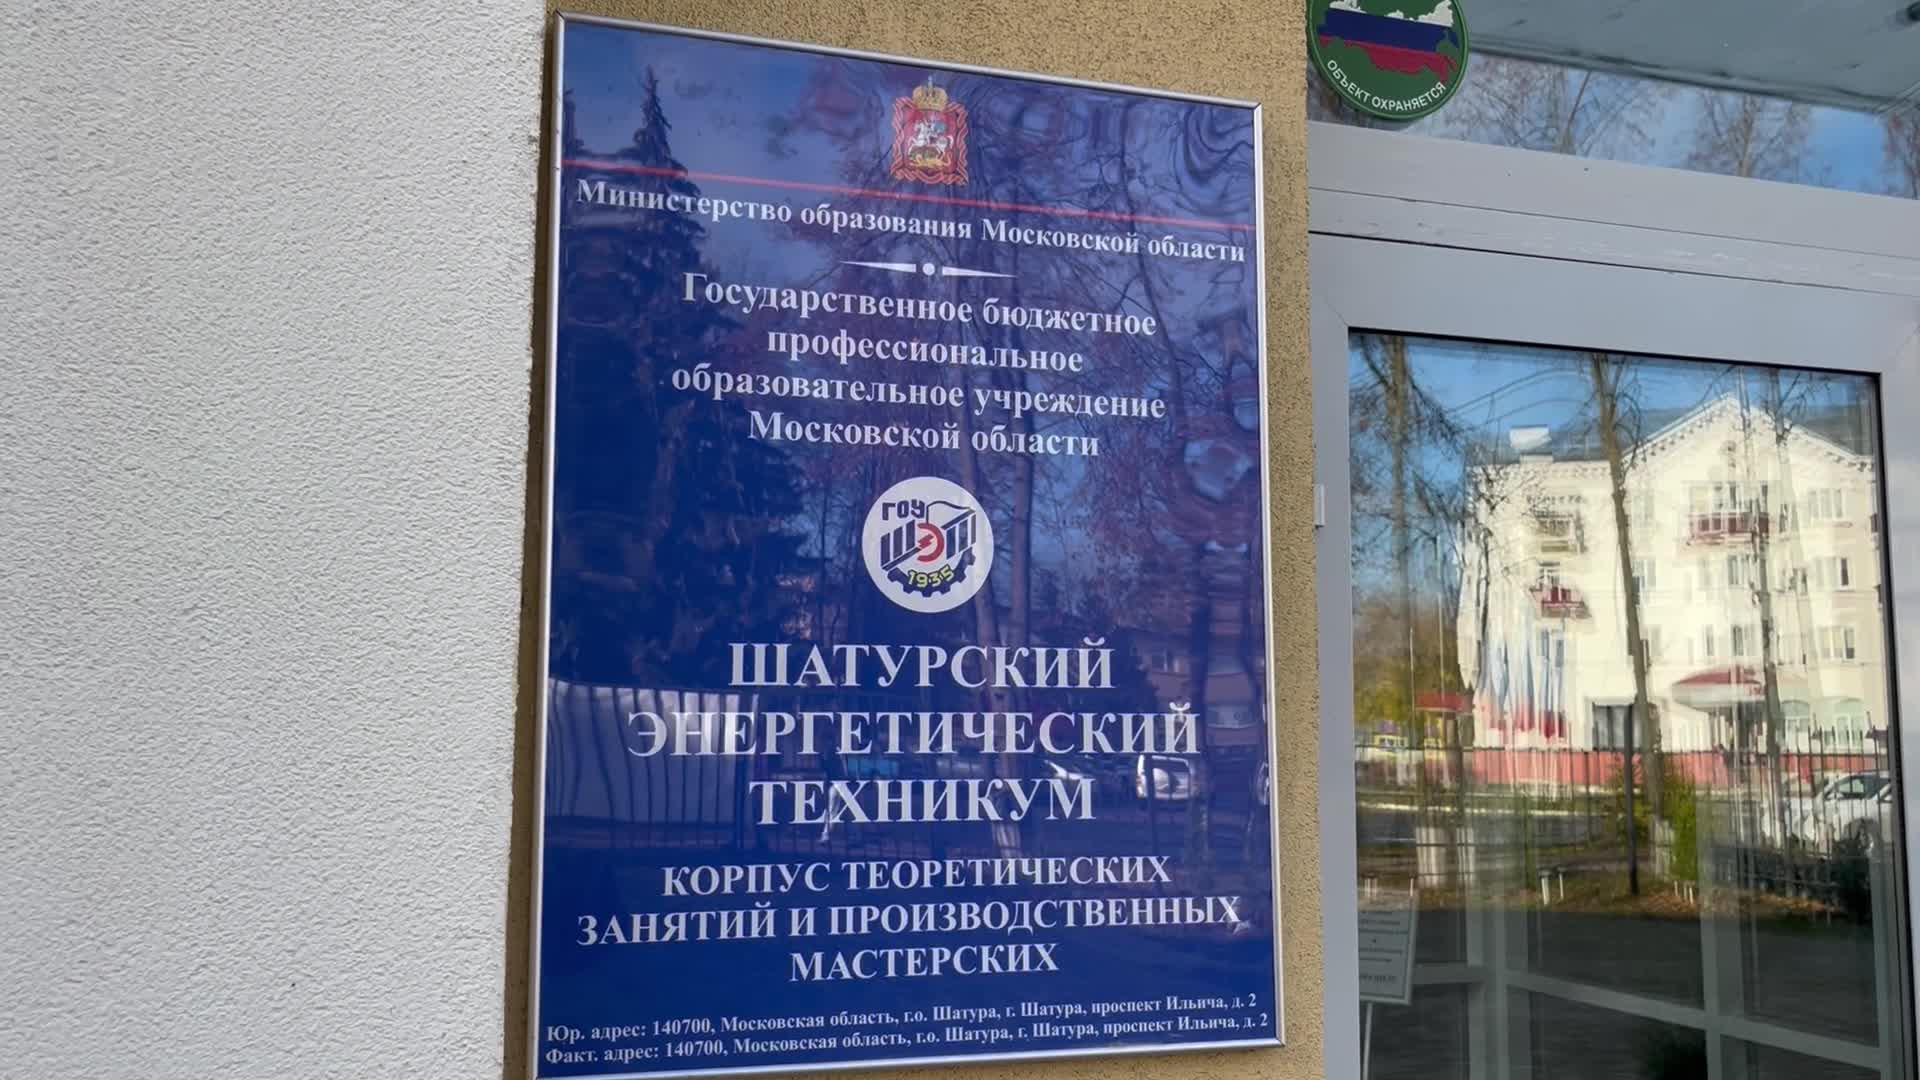 ОБЪЕКТ ОХРАНЯЕТСЯ
Министерство образования Московской области
Государственное бюджетное
профессиональное
образовательное учреждение
Московской области
ГОУ
ШЭТ
1935
ШАТУРСКИЙ
ЭНЕРГЕТИЧЕСКИЙ
ТЕХНИКУМ
КОРПУС ТЕОРЕТИЧЕСКИХ
ЗАНЯТИЙ И ПРОИЗВОДСТВЕННЫХ
МАСТЕРСКИХ
Юр. адрес: 140700, Московская область, г.о. Шатура, г. Шатура, проспект Ильича, д. 2
Факт. адрес: 140700, Московская область, г.о. Шатура, г. Шатура, проспект Ильича, д. 2